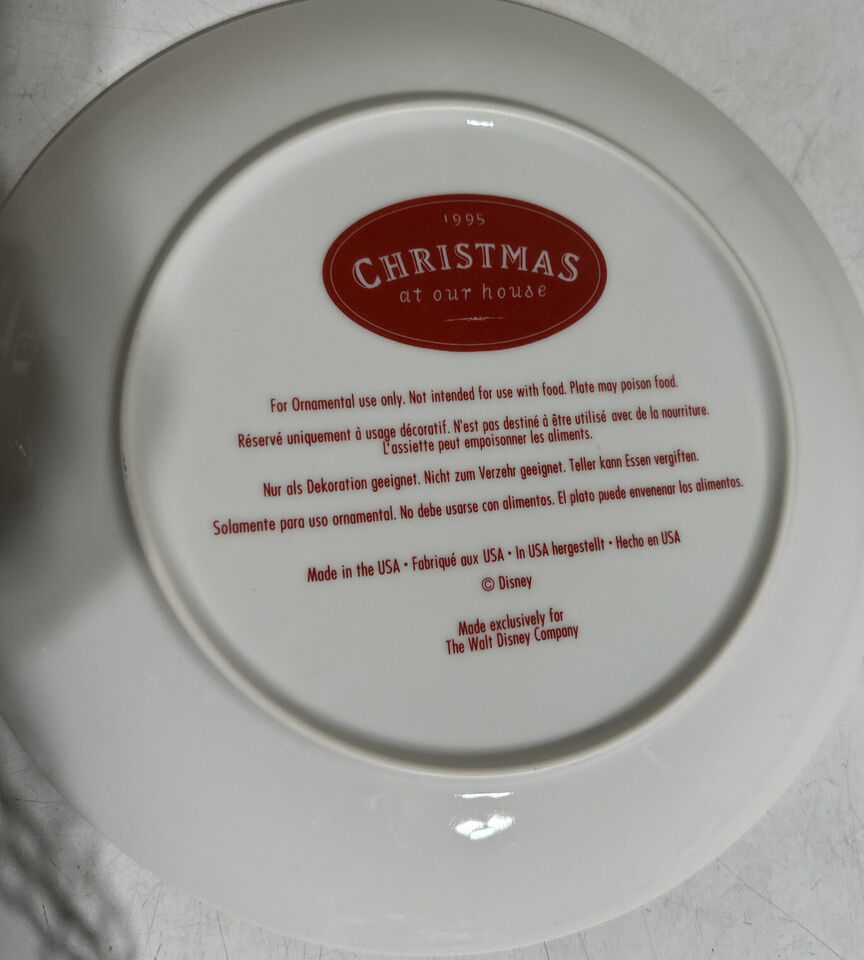 1995
CHRISTMAS
at our house
For Ornamental use only. Not intended for use with food. Plate may poison food.
Réservé uniquement à usage décoratif. N'est pas destiné à être utilisé avec de la nourriture.
L'assiette peut empoisonner les aliments.
Nur als Dekoration geeignet. Nicht zum Verzehr geeignet. Teller kann Essen vergiften.
Solamente para uso ornamental. No debe usarse con alimentos. El plato puede envenenar los alimentos.
Made in the USA • Fabriqué aux USA • In USA hergestellt • Hecho en USA
© Disney
Made exclusively for
The Walt Disney Company